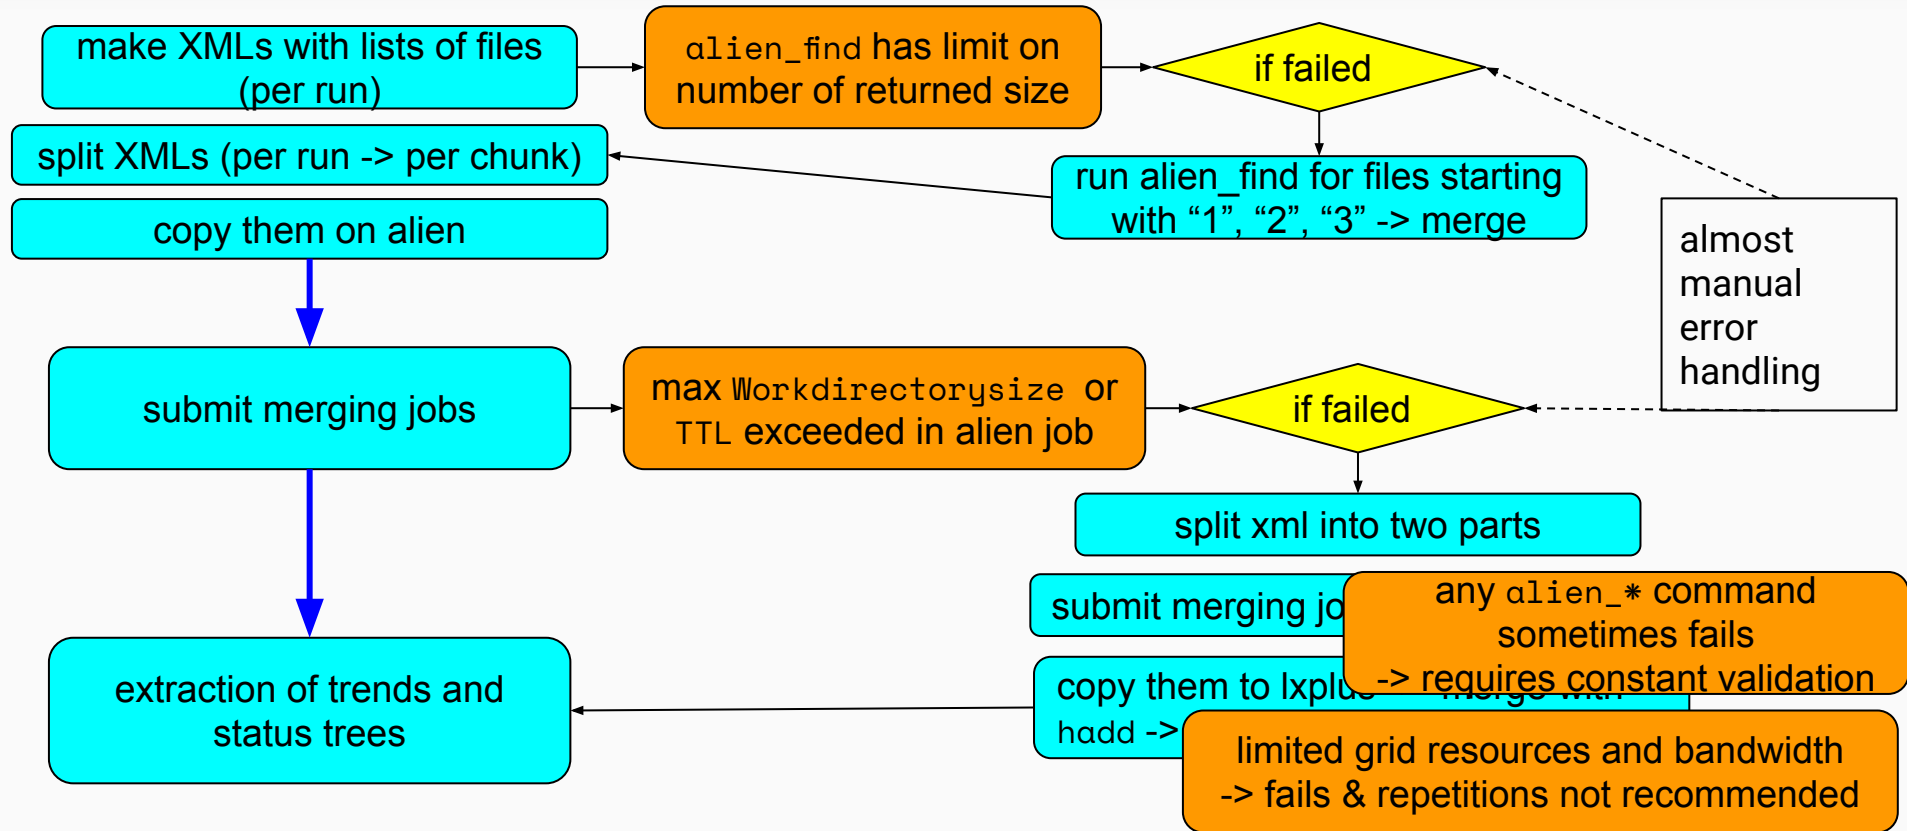 make XMLs with lists of files
(per run)
alien_find has limit on
number of returned size
if failed
split XMLs (per run -> per chunk)
run alien_find for files starting
with “1”, “2”, “3” -> merge
copy them on alien
almost
manual
error
handling
submit merging jobs
max Workdirectorysize or
TTL exceeded in alien job
if failed
split xml into two parts
submit merging jo
any alien_* command
sometimes fails
-> requires constant validation
extraction of trends and
status trees
copy them to lxplus merge with
hadd ->
limited grid resources and bandwidth
-> fails & repetitions not recommended